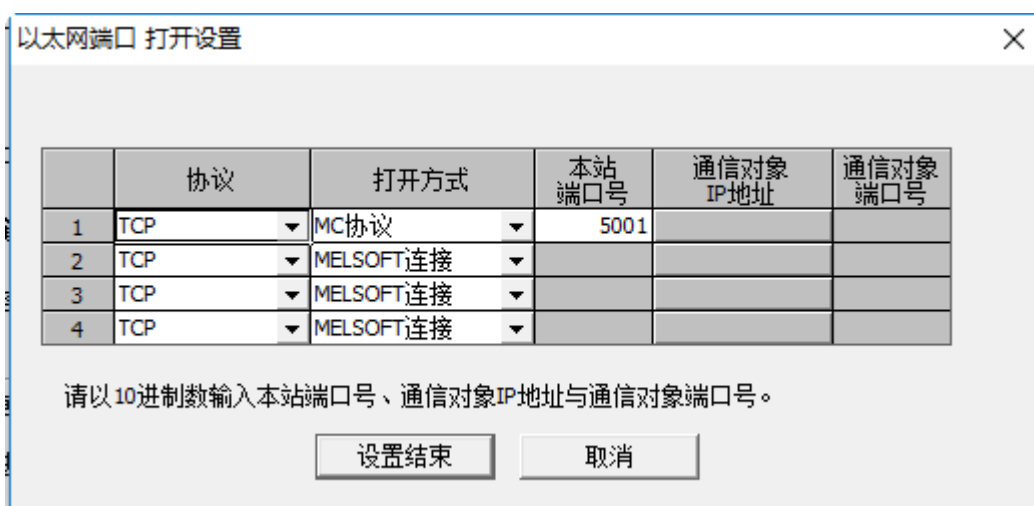 以太网端口 打开设置
协议 打开方式 本站端口号 通信对象IP地址 通信对象端口号
1 TCP MC协议 5001
2 TCP MELSOFT连接
3 TCP MELSOFT连接
4 TCP MELSOFT连接
请以10进制数输入本站端口号、通信对象IP地址与通信对象端口号。
设置结束 取消